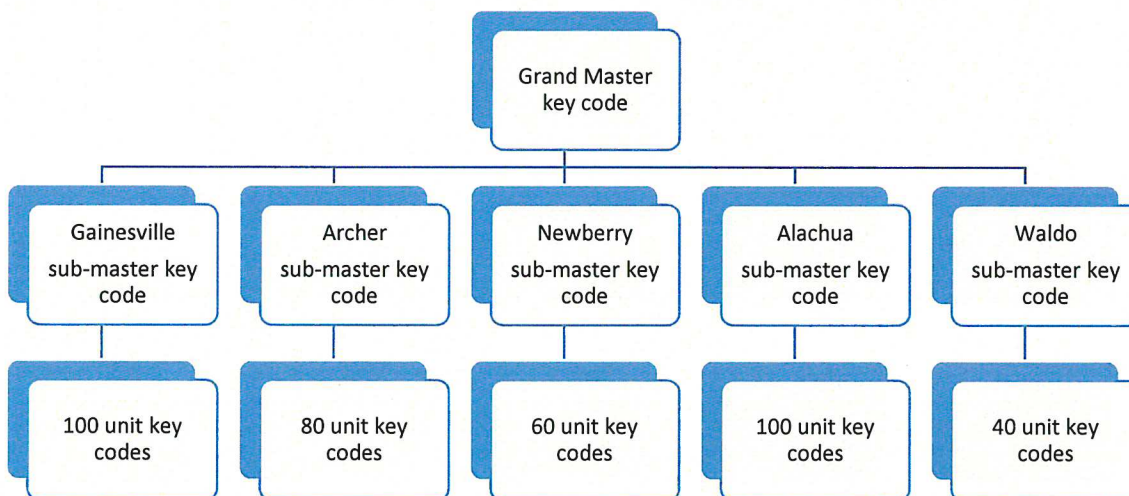 Grand Master
key code
Gainesville
sub-master key
code
Archer
sub-master key
code
Newberry
sub-master key
code
Alachua
sub-master key
code
Waldo
sub-master key
code
100 unit key
codes
80 unit key
codes
60 unit key
codes
100 unit key
codes
40 unit key
codes